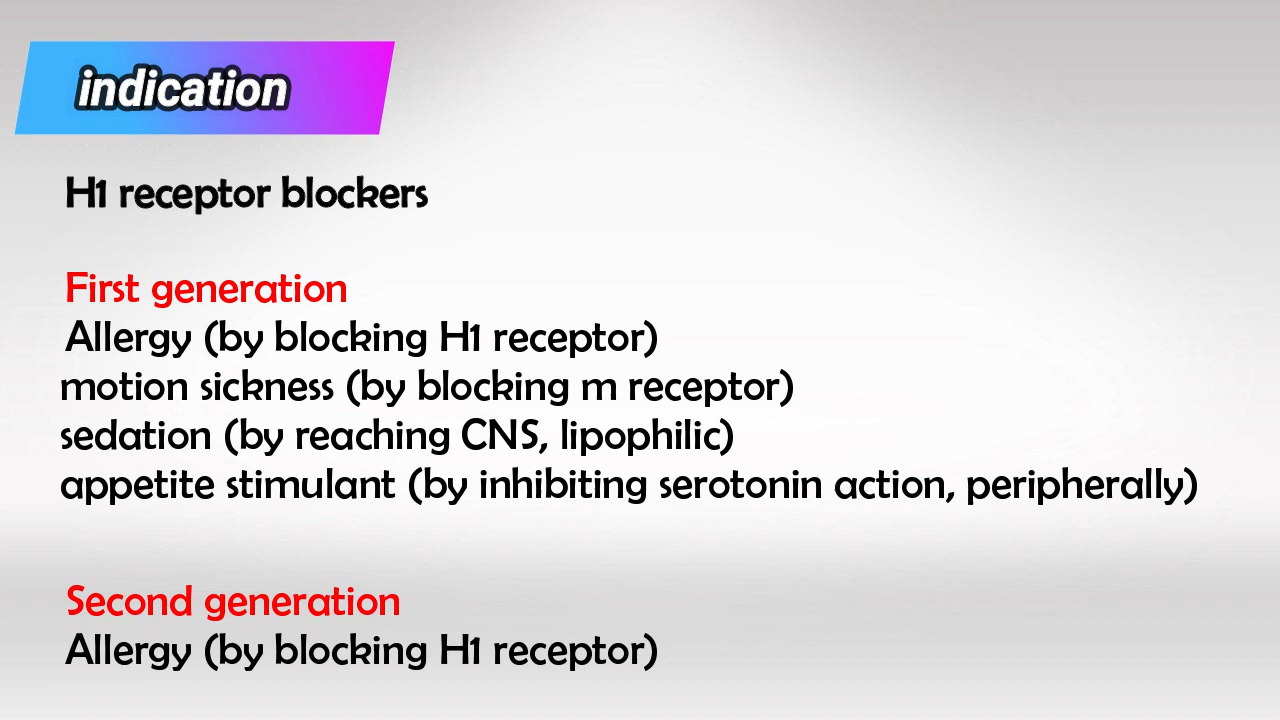 indication
H1 receptor blockers
First generation
Allergy (by blocking H1 receptor)
motion sickness (by blocking m receptor)
sedation (by reaching CNS, lipophilic)
appetite stimulant (by inhibiting serotonin action, peripherally)
Second generation
Allergy (by blocking H1 receptor)